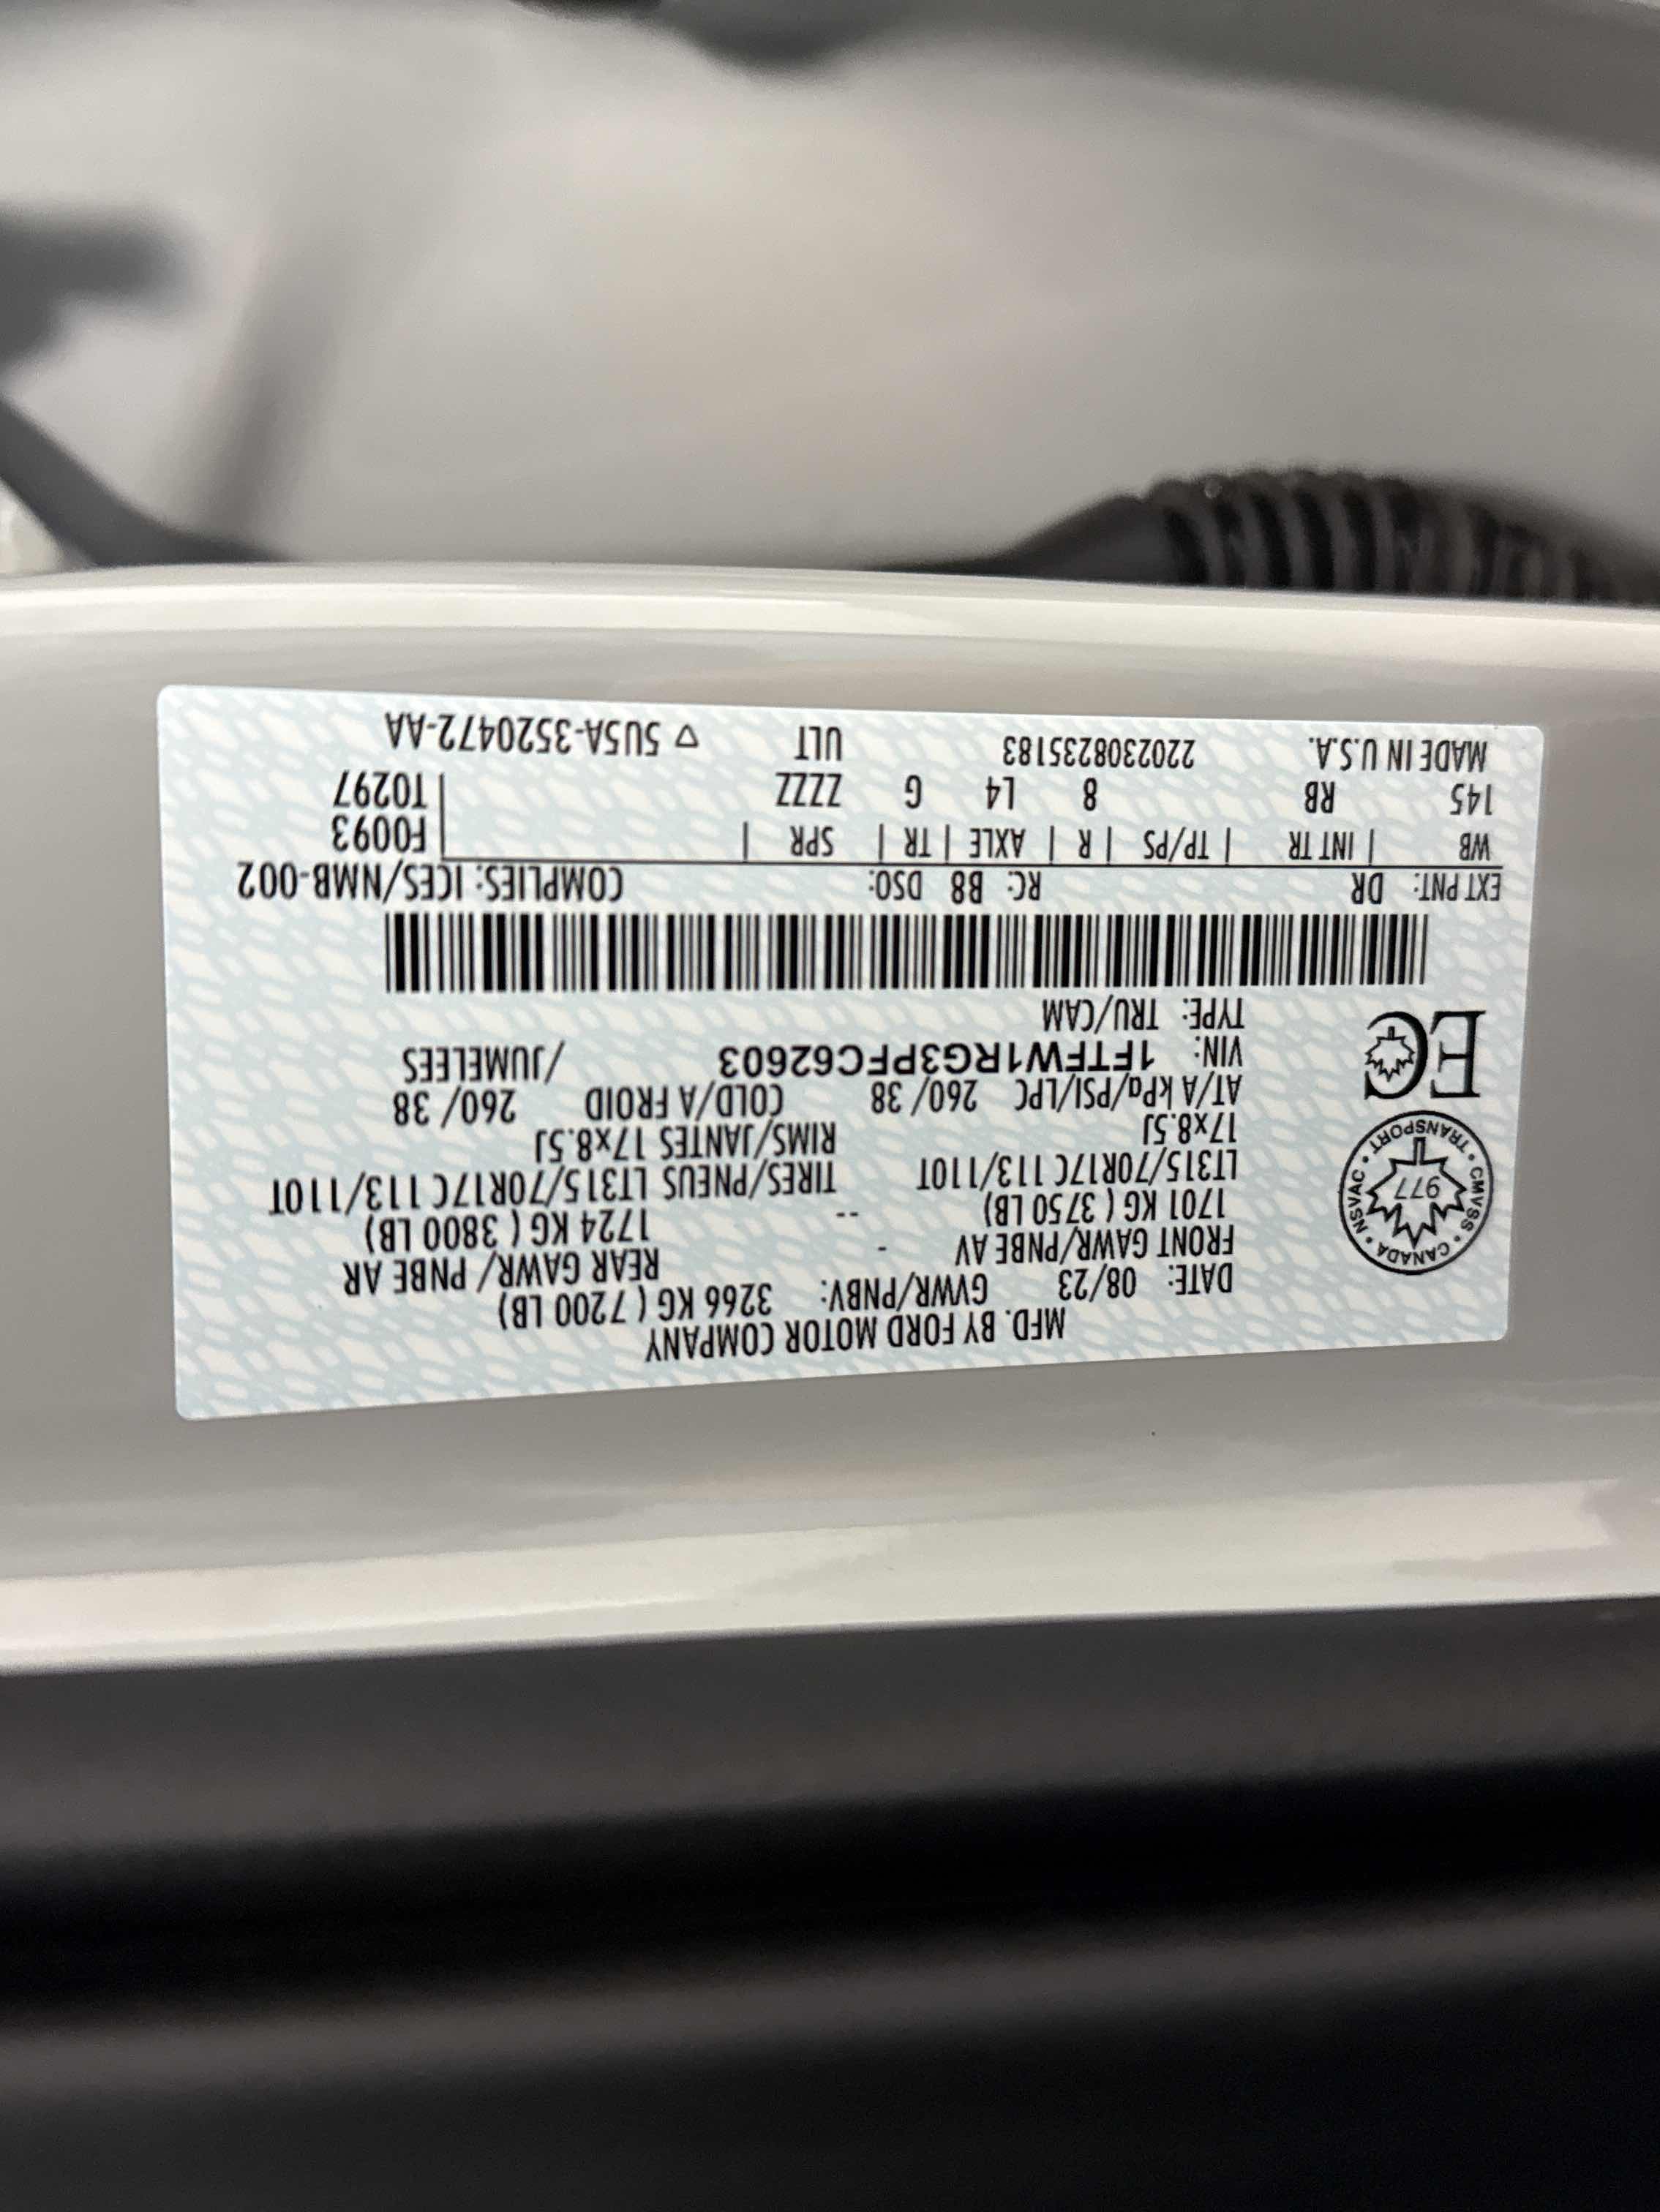 MFD. BY FORD MOTOR COMPANY
DATE: 08/23 GVWR/PNBV: 3266 KG ( 7200 LB)
FRONT GAWR/PNBE AV - REAR GAWR/ PNBE AR
1701 KG ( 3750 LB) -- 1724 KG ( 3800 LB)
LT315/70R17C 113/110T TIRES/PNEUS LT315/70R17C 113/110T
17x8.5J RIMS/JANTES 17x8.5J
AT/A kPa/PSI/LPC 260/ 38 COLD/A FROID 260/ 38
VIN: 1FTFW1RG3PFC62603 /JUMELEES
TYPE: TRU/CAM
CANADA • CMVSS • TRANSPORT • NSVAC •
977
EC
EXT PNT: DR RC: B8 DSO: COMPLIES: ICES/NMB-002
WB | INT TR | TP/PS | R | AXLE | TR | SPR | F0093
145 RB 8 L4 G ZZZZ T0297
MADE IN U.S.A. 2202308235183 ULT ▽ 5U5A-3520472-AA